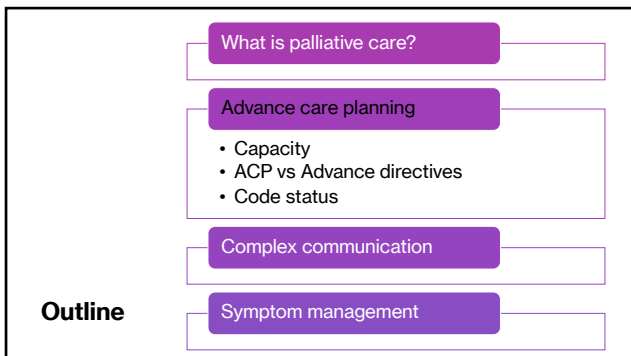 What is palliative care?
Advance care planning
• Capacity
• ACP vs Advance directives
• Code status
Complex communication
Outline
Symptom management